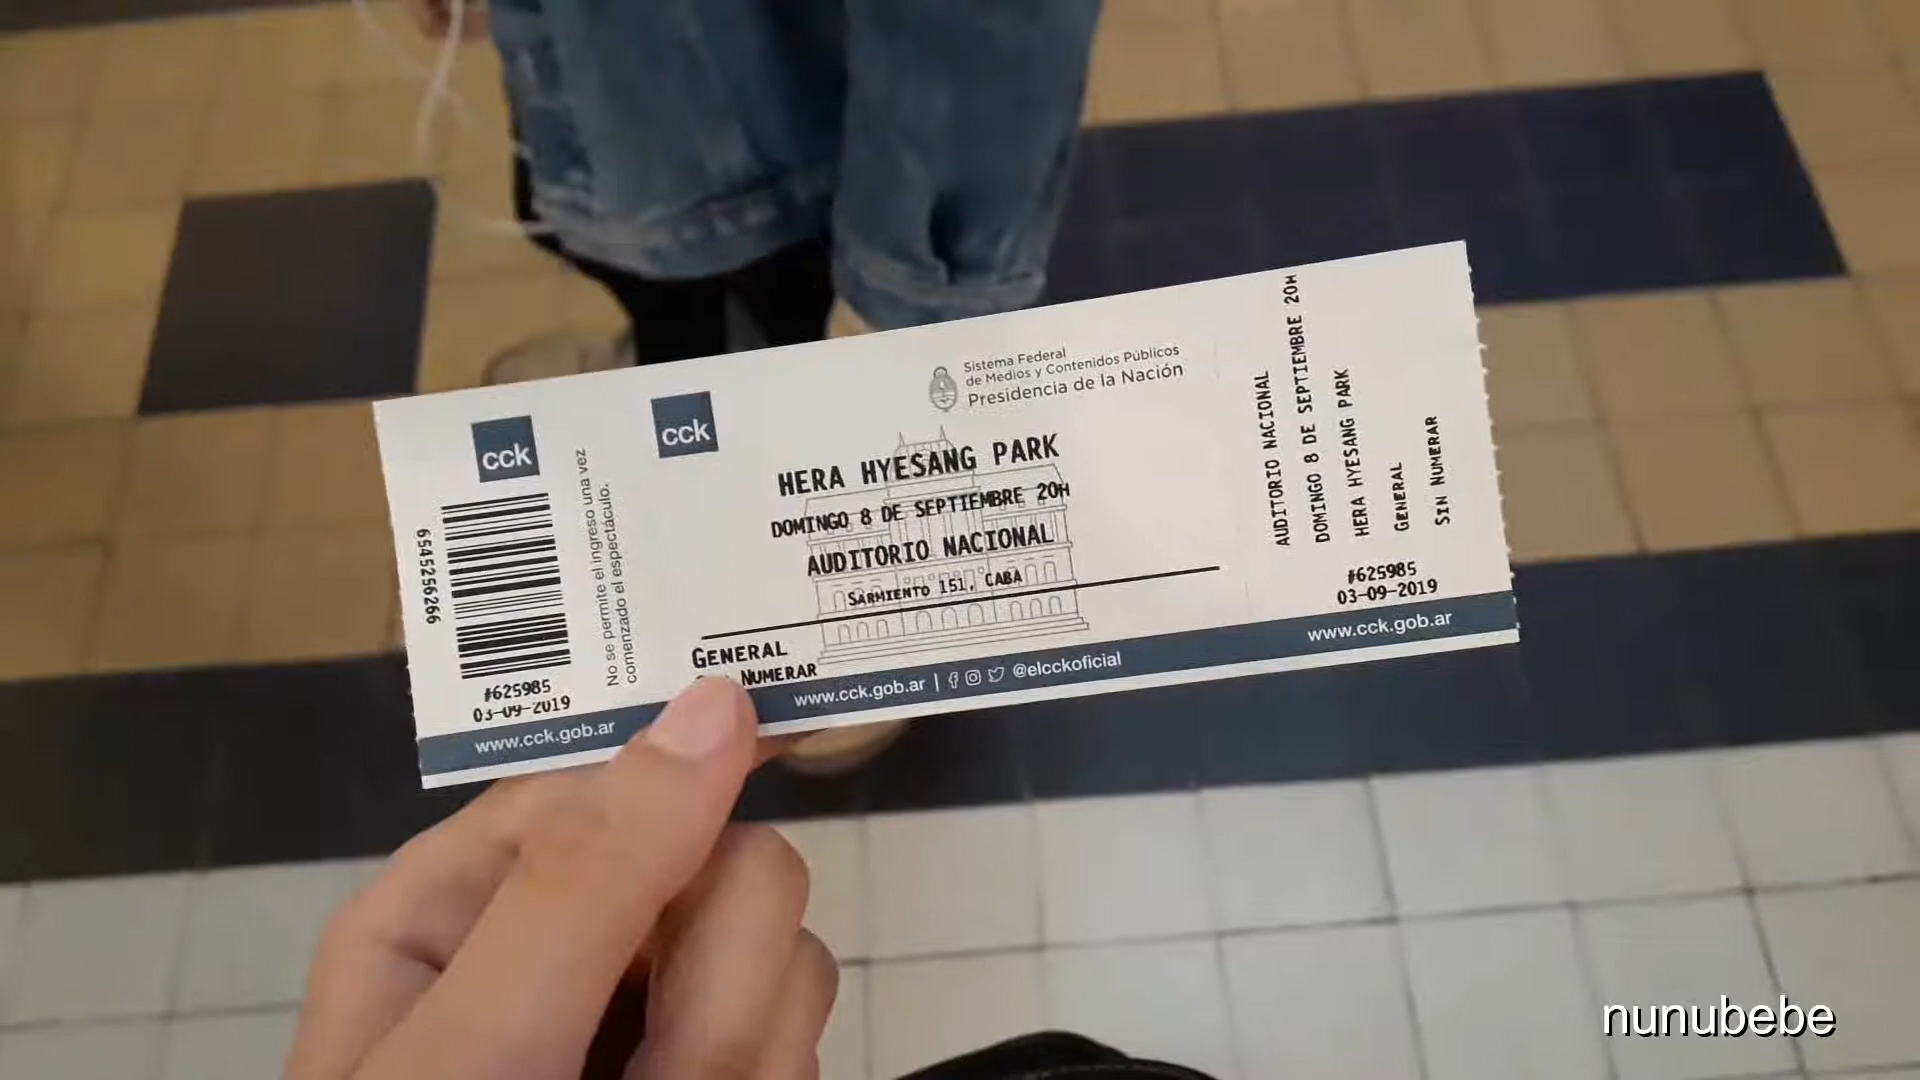 cck
654525266
#625985
03-09-2019
www.cck.gob.ar
No se permite el ingreso una vez
comenzado el espectáculo.
cck
Sistema Federal
de Medios y Contenidos Públicos
Presidencia de la Nación
HERA HYESANG PARK
DOMINGO 8 DE SEPTIEMBRE 20H
AUDITORIO NACIONAL
SARMIENTO 151, CABA
GENERAL
NUMERAR
www.cck.gob.ar | @elcckoficial
AUDITORIO NACIONAL
DOMINGO 8 DE SEPTIEMBRE 20H
HERA HYESANG PARK
GENERAL
SIN NUMERAR
#625985
03-09-2019
www.cck.gob.ar
nunubebe